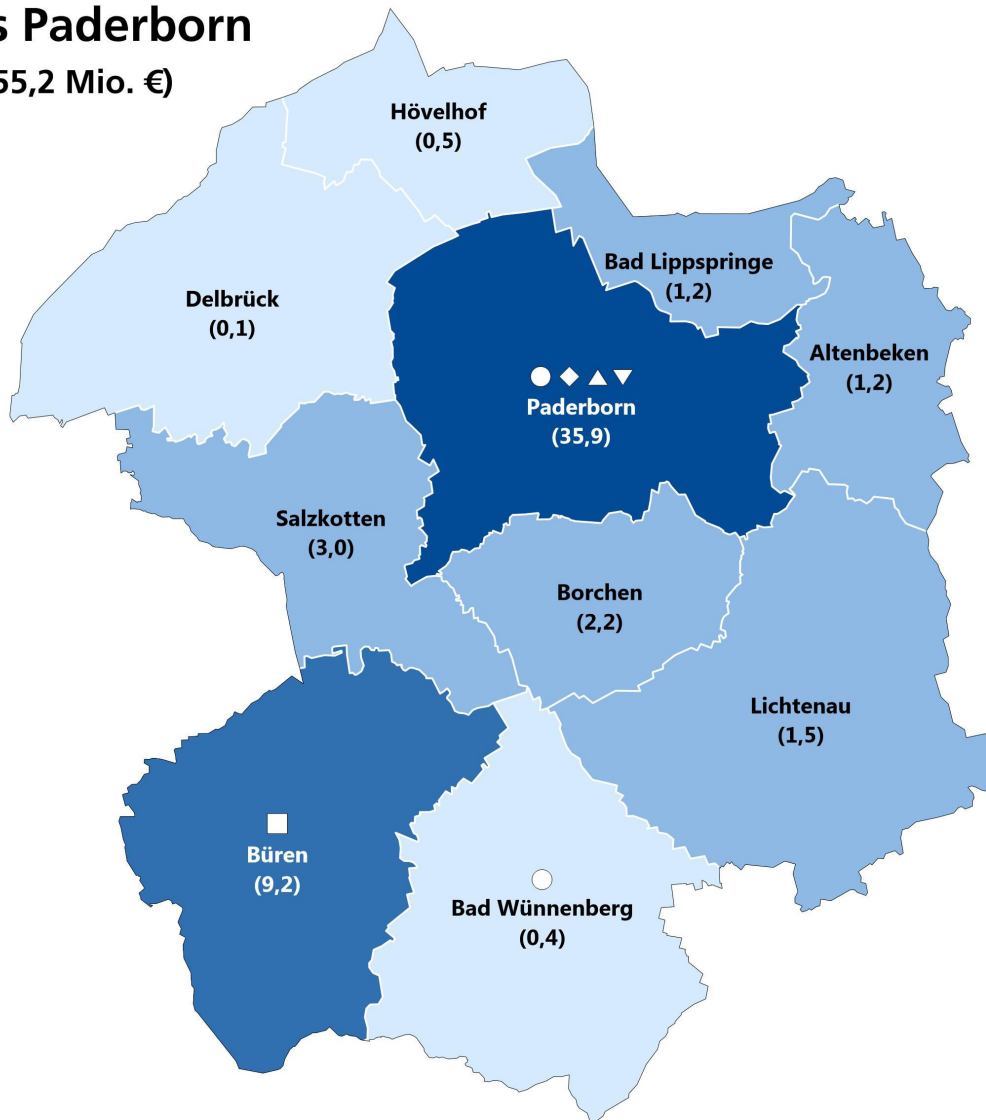 s Paderborn
55,2 Mio. €)
Hövelhof
(0,5)
Bad Lippspringe
(1,2)
Delbrück
(0,1)
Altenbeken
(1,2)
Paderborn
(35,9)
Salzkotten
(3,0)
Borchen
(2,2)
Lichtenau
(1,5)
Büren
(9,2)
Bad Wünnenberg
(0,4)